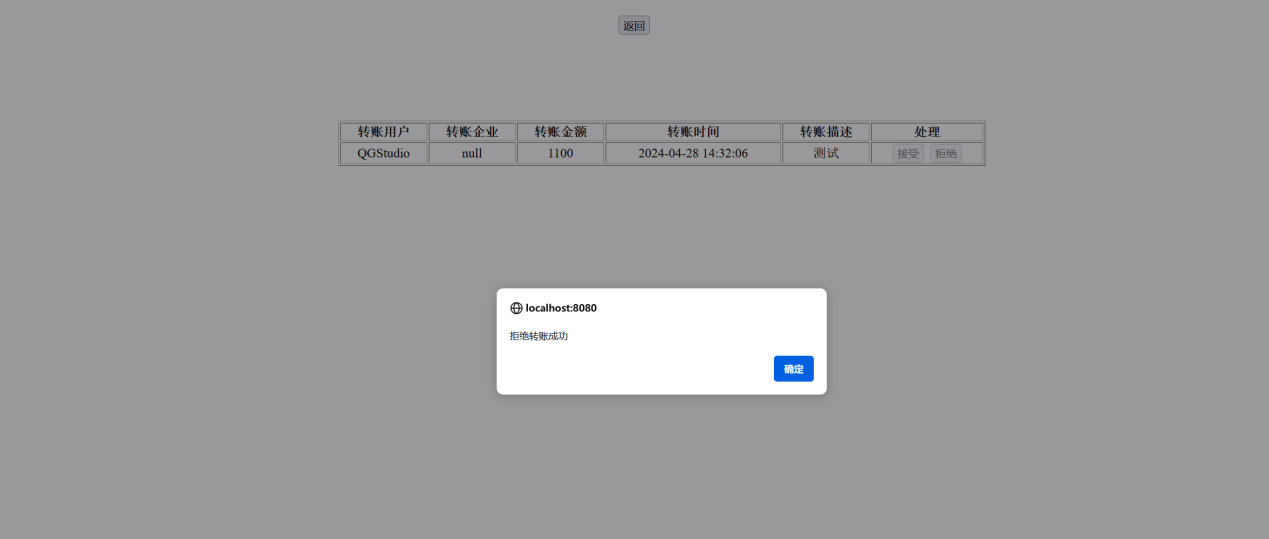 返回
转账用户 转账企业 转账金额 转账时间 转账描述 处理
QGStudio null 1100 2024-04-28 14:32:06 测试 接受 拒绝
localhost:8080
拒绝转账成功
确定